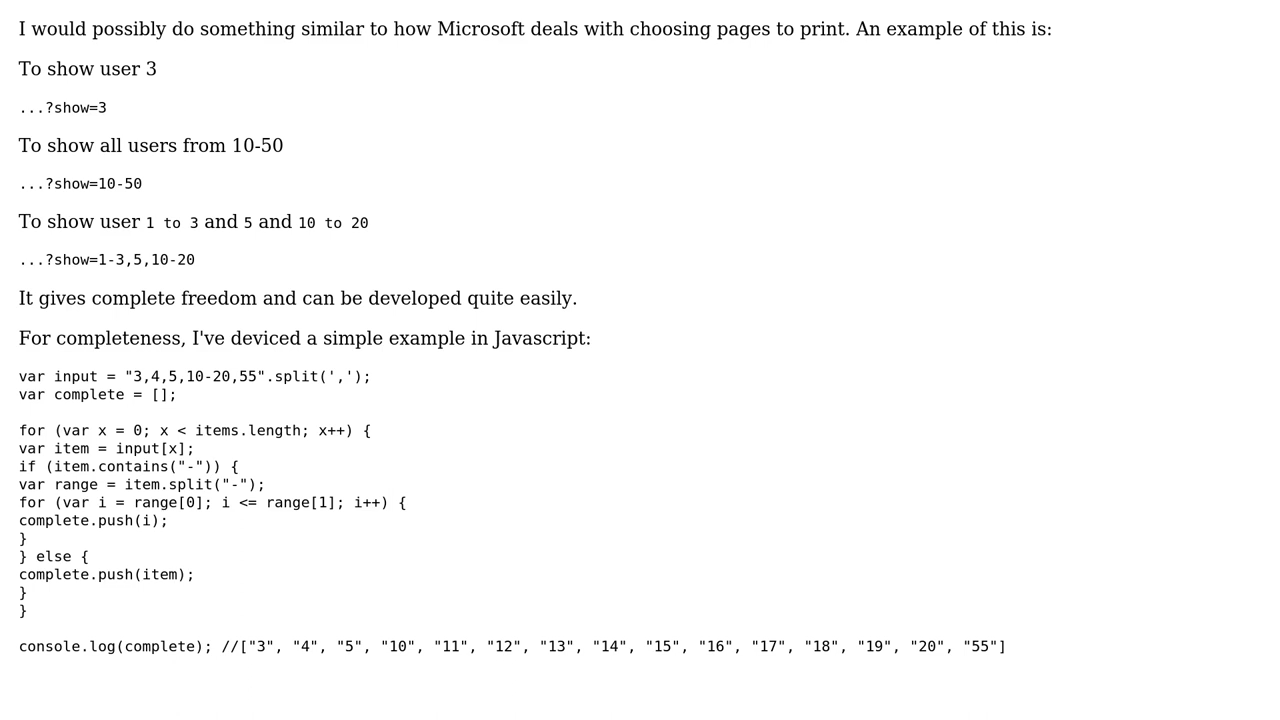 I would possibly do something similar to how Microsoft deals with choosing pages to print. An example of this is:
To show user 3
...?show=3
To show all users from 10-50
...?show=10-50
To show user 1 to 3 and 5 and 10 to 20
...?show=1-3,5,10-20
It gives complete freedom and can be developed quite easily.
For completeness, I've deviced a simple example in Javascript:
var input = "3,4,5,10-20,55".split(',');
var complete = [];
for (var x = 0; x < items.length; x++) {
var item = input[x];
if (item.contains("-")) {
var range = item.split("-");
for (var i = range[0]; i <= range[1]; i++) {
complete.push(i);
}
} else {
complete.push(item);
}
}
console.log(complete); //["3", "4", "5", "10", "11", "12", "13", "14", "15", "16", "17", "18", "19", "20", "55"]